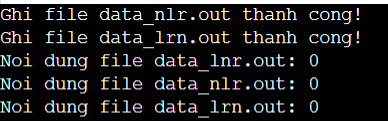 Ghi file data_nlr.out thanh cong!
Ghi file data_lrn.out thanh cong!
Noi dung file data_lnr.out: 0
Noi dung file data_nlr.out: 0
Noi dung file data_lrn.out: 0